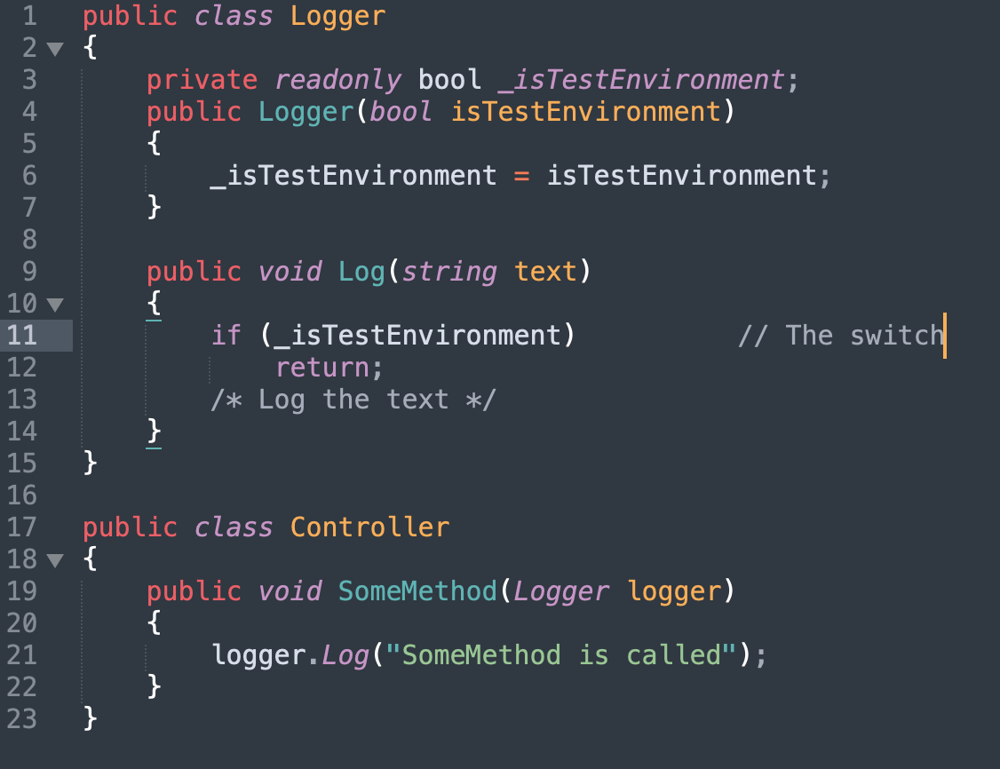 1 public class Logger
2 {
3     private readonly bool _isTestEnvironment;
4     public Logger(bool isTestEnvironment)
5     {
6         _isTestEnvironment = isTestEnvironment;
7     }
8
9     public void Log(string text)
10     {
11         if (_isTestEnvironment)          // The switch
12             return;
13         /* Log the text */
14     }
15 }
16
17 public class Controller
18 {
19     public void SomeMethod(Logger logger)
20     {
21         logger.Log("SomeMethod is called");
22     }
23 }